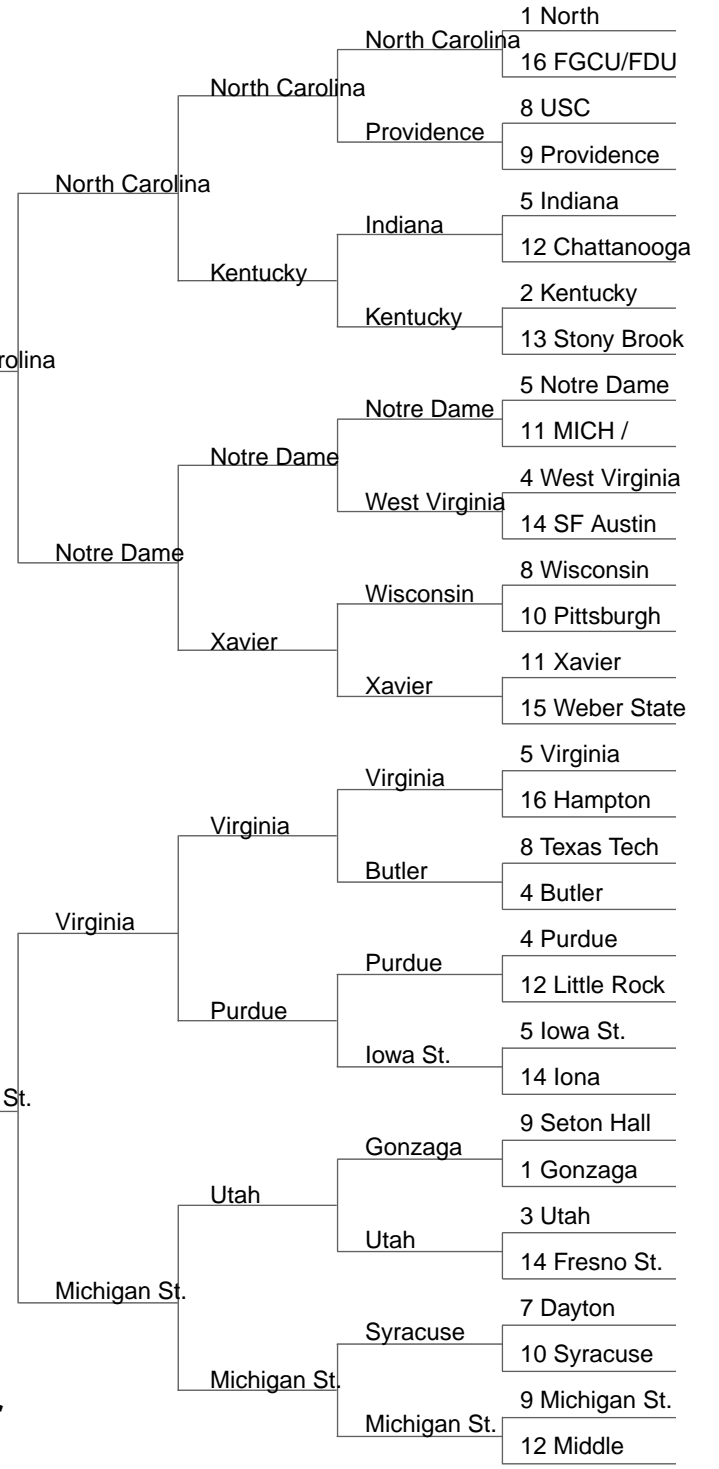 1 North
North Carolina
16 FGCU/FDU
North Carolina
8 USC
Providence
9 Providence
North Carolina
5 Indiana
Indiana
12 Chattanooga
Kentucky
2 Kentucky
Kentucky
13 Stony Brook
rolina
5 Notre Dame
Notre Dame
11 MICH /
Notre Dame
4 West Virginia
West Virginia
14 SF Austin
Notre Dame
8 Wisconsin
Wisconsin
10 Pittsburgh
Xavier
11 Xavier
Xavier
15 Weber State
5 Virginia
Virginia
16 Hampton
Virginia
8 Texas Tech
Butler
4 Butler
Virginia
4 Purdue
Purdue
12 Little Rock
Purdue
5 Iowa St.
Iowa St.
14 Iona
St.
9 Seton Hall
Gonzaga
1 Gonzaga
Utah
3 Utah
Utah
14 Fresno St.
Michigan St.
7 Dayton
Syracuse
10 Syracuse
Michigan St.
9 Michigan St.
Michigan St.
12 Middle